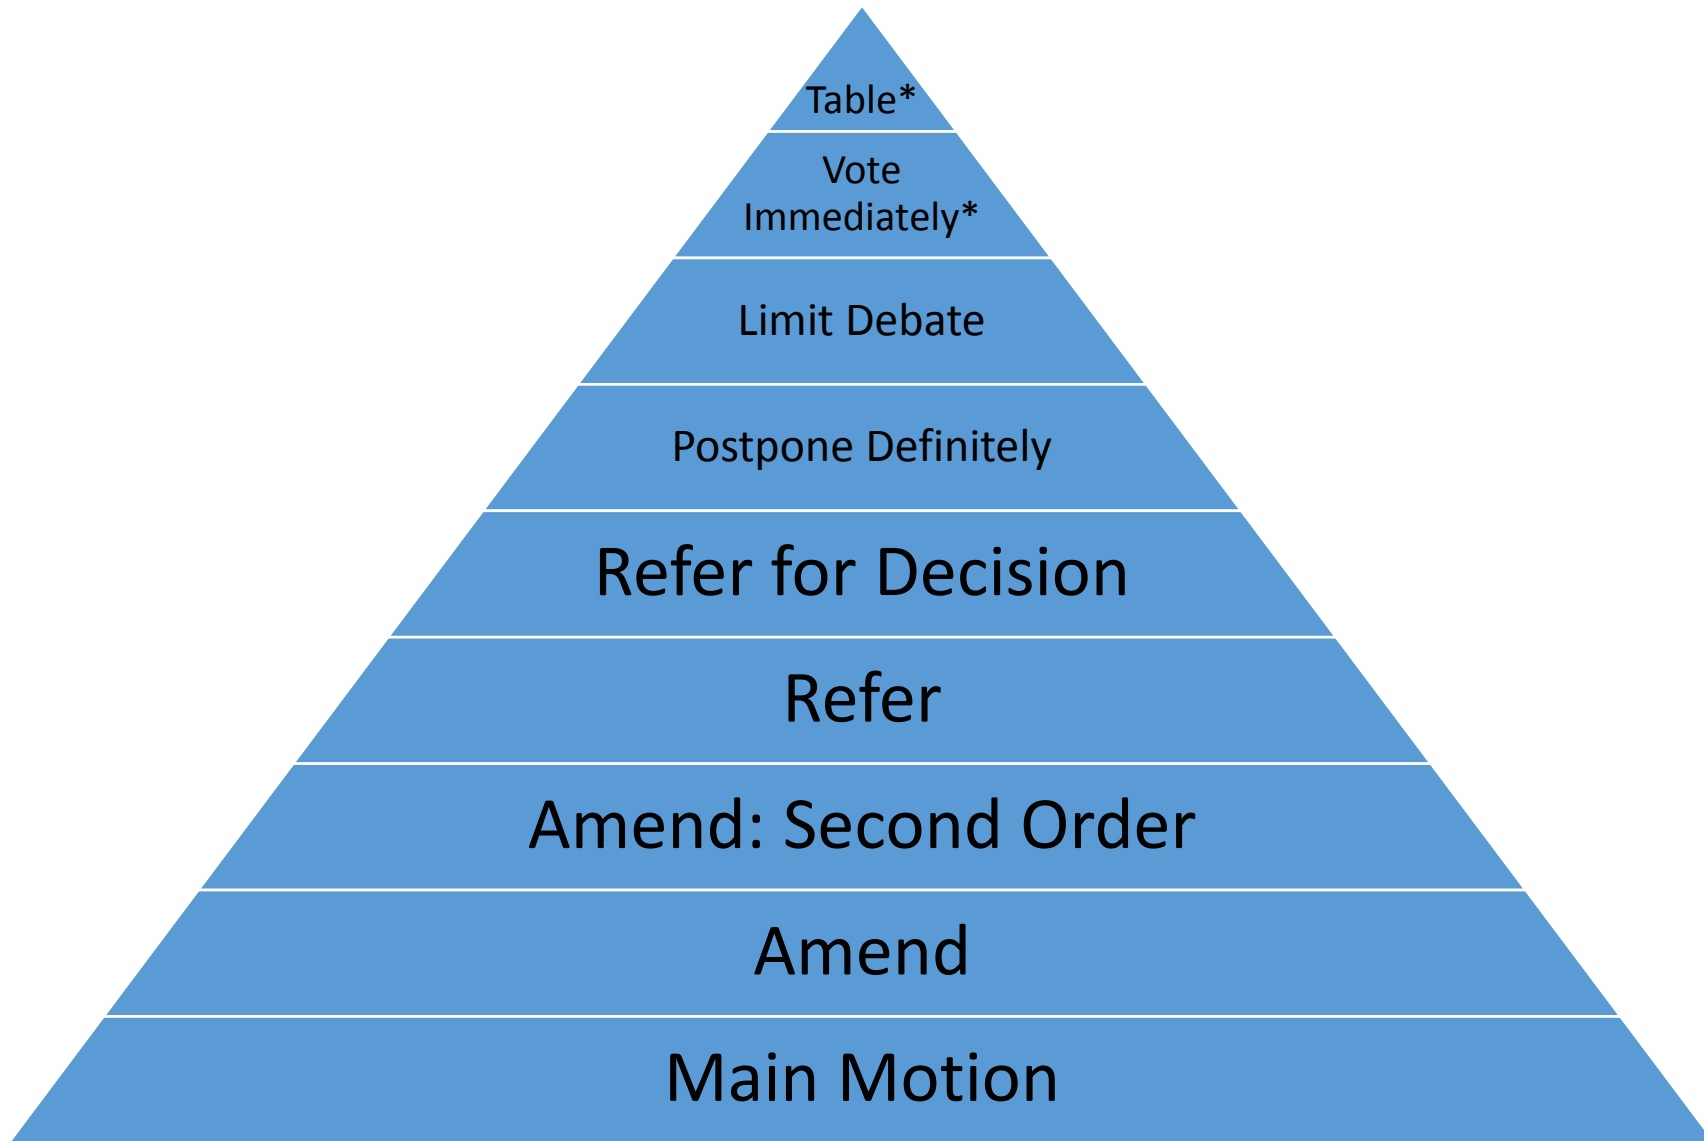 Table*
Vote
Immediately*
Limit Debate
Postpone Definitely
Refer for Decision
Refer
Amend: Second Order
Amend
Main Motion